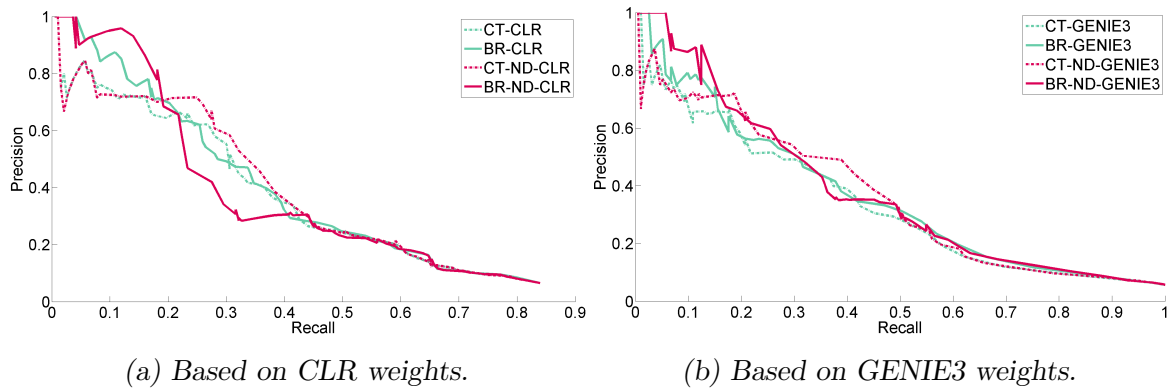 1
0.8
0.6
0.4
0.2
0
Precision
0
0.1
0.2
0.3
0.4
0.5
0.6
0.7
0.8
0.9
Recall
CT-CLR
BR-CLR
CT-ND-CLR
BR-ND-CLR
(a) Based on CLR weights.
1
0.8
0.6
0.4
0.2
0
Precision
0
0.1
0.2
0.3
0.4
0.5
0.6
0.7
0.8
0.9
1
Recall
CT-GENIE3
BR-GENIE3
CT-ND-GENIE3
BR-ND-GENIE3
(b) Based on GENIE3 weights.